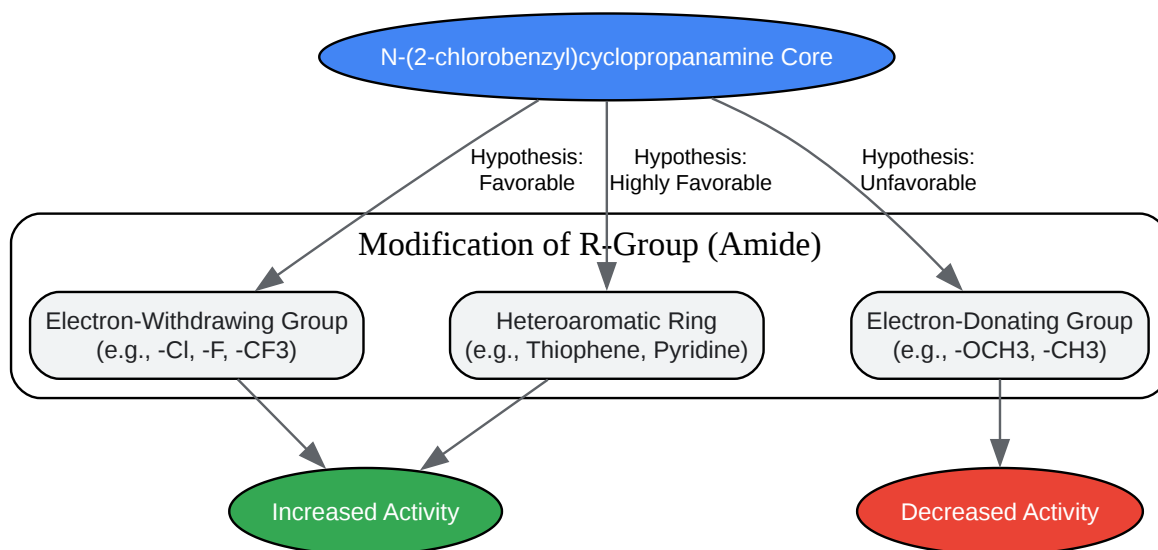 N-(2-chlorobenzyl)cyclopropanamine Core
Hypothesis:
Favorable
Hypothesis:
Highly Favorable
Hypothesis:
Unfavorable
Modification of R-Group (Amide)
Electron-Withdrawing Group
(e.g., -Cl, -F, -CF3)
Heteroaromatic Ring
(e.g., Thiophene, Pyridine)
Electron-Donating Group
(e.g., -OCH3, -CH3)
Increased Activity
Decreased Activity